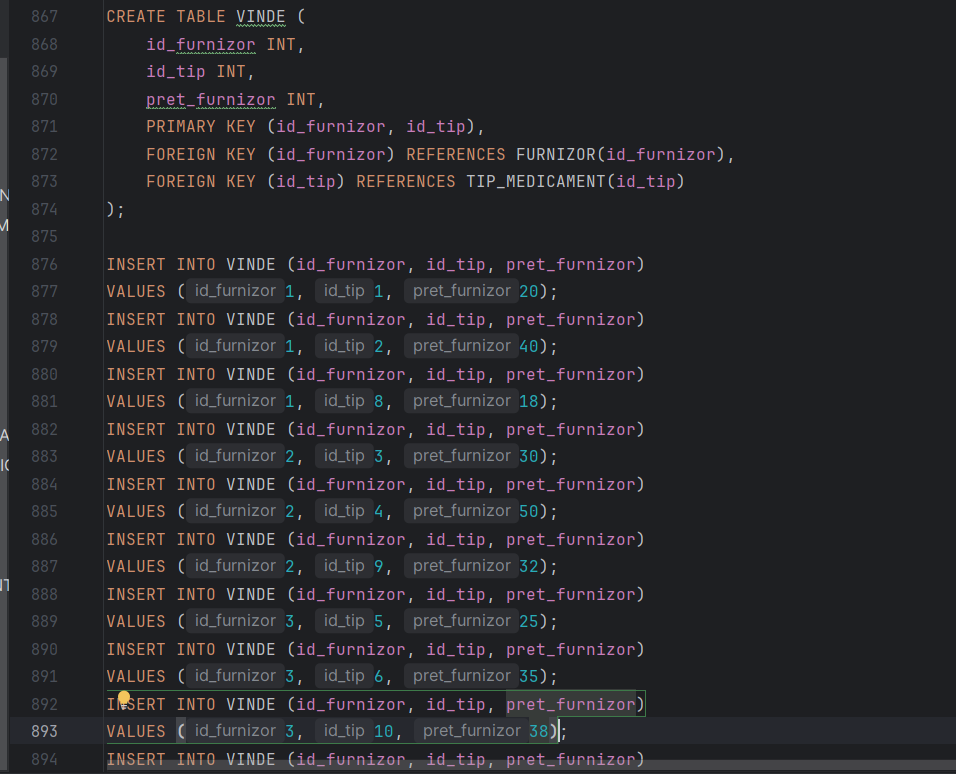 867 CREATE TABLE VINDE (
868 id_furnizor INT,
869 id_tip INT,
870 pret_furnizor INT,
871 PRIMARY KEY (id_furnizor, id_tip),
872 FOREIGN KEY (id_furnizor) REFERENCES FURNIZOR(id_furnizor),
873 FOREIGN KEY (id_tip) REFERENCES TIP_MEDICAMENT(id_tip)
874 );
875
876 INSERT INTO VINDE (id_furnizor, id_tip, pret_furnizor)
877 VALUES ( id_furnizor 1, id_tip 1, pret_furnizor 20);
878 INSERT INTO VINDE (id_furnizor, id_tip, pret_furnizor)
879 VALUES ( id_furnizor 1, id_tip 2, pret_furnizor 40);
880 INSERT INTO VINDE (id_furnizor, id_tip, pret_furnizor)
881 VALUES ( id_furnizor 1, id_tip 8, pret_furnizor 18);
882 INSERT INTO VINDE (id_furnizor, id_tip, pret_furnizor)
883 VALUES ( id_furnizor 2, id_tip 3, pret_furnizor 30);
884 INSERT INTO VINDE (id_furnizor, id_tip, pret_furnizor)
885 VALUES ( id_furnizor 2, id_tip 4, pret_furnizor 50);
886 INSERT INTO VINDE (id_furnizor, id_tip, pret_furnizor)
887 VALUES ( id_furnizor 2, id_tip 9, pret_furnizor 32);
888 INSERT INTO VINDE (id_furnizor, id_tip, pret_furnizor)
889 VALUES ( id_furnizor 3, id_tip 5, pret_furnizor 25);
890 INSERT INTO VINDE (id_furnizor, id_tip, pret_furnizor)
891 VALUES ( id_furnizor 3, id_tip 6, pret_furnizor 35);
892 INSERT INTO VINDE (id_furnizor, id_tip, pret_furnizor)
893 VALUES ( id_furnizor 3, id_tip 10, pret_furnizor 38);
894 INSERT INTO VINDE (id_furnizor, id_tip, pret_furnizor)